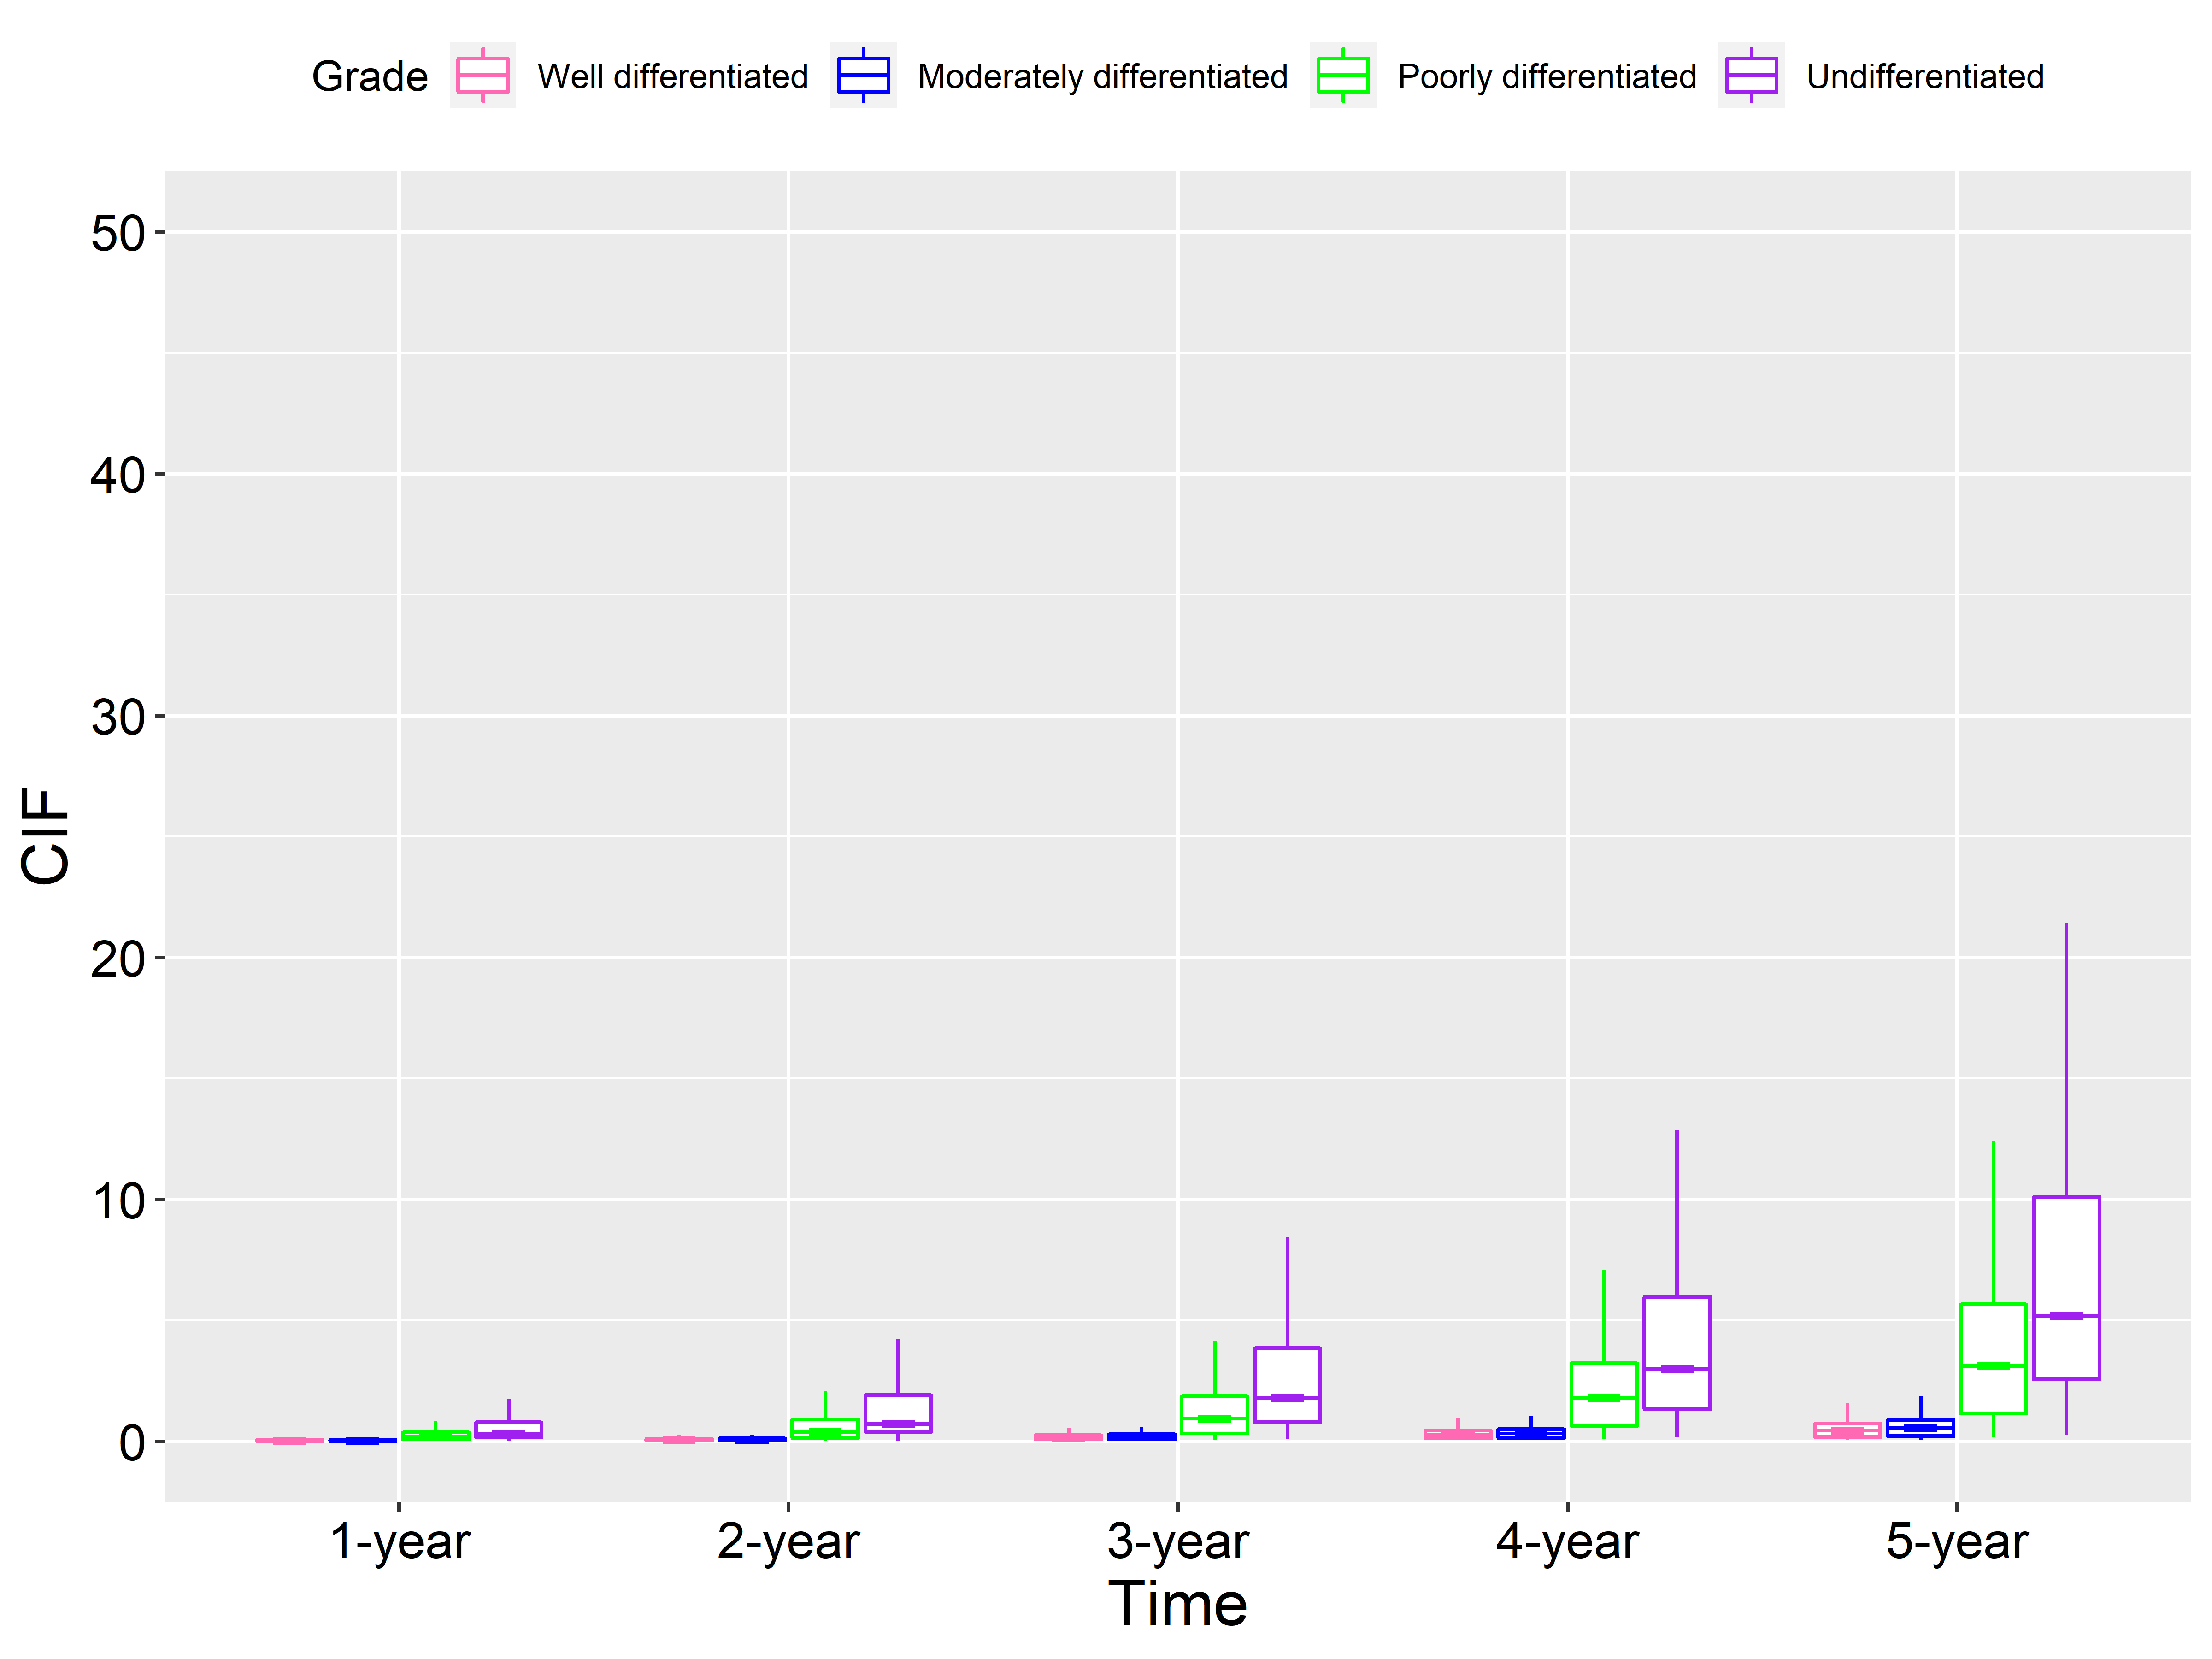 Grade Well differentiated Moderately differentiated Poorly differentiated Undifferentiated
50
40
30
20
10
0
CIF
1-year 2-year 3-year 4-year 5-year
Time